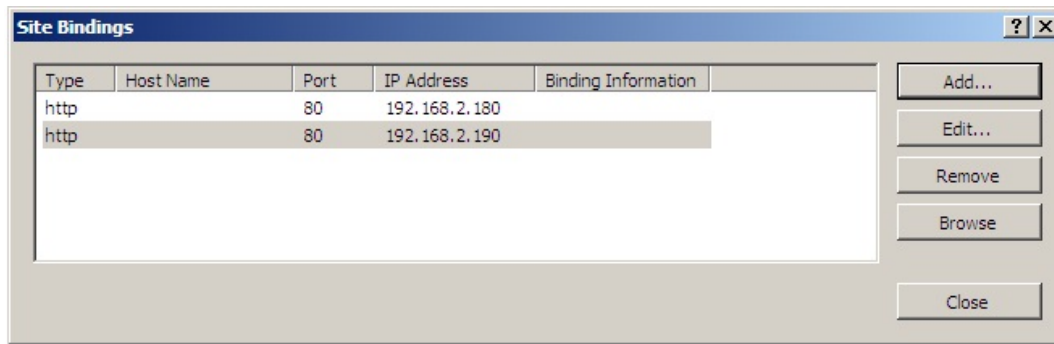 Site Bindings
Type Host Name Port IP Address Binding Information
http 80 192.168.2.180
http 80 192.168.2.190
Add...
Edit...
Remove
Browse
Close